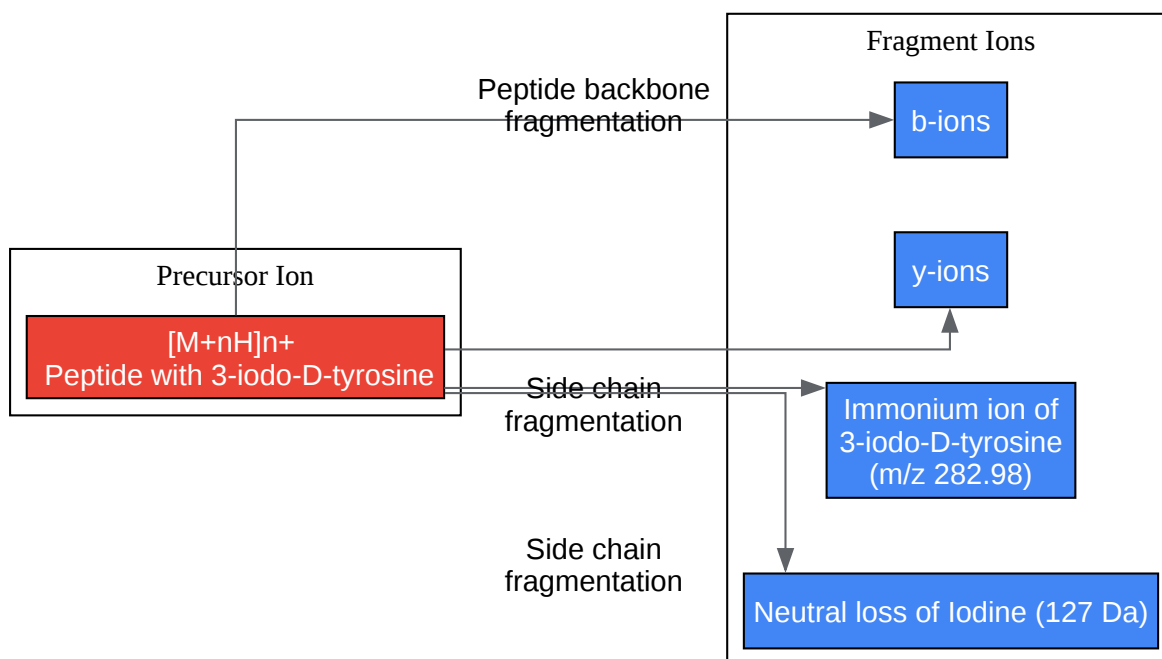 Fragment Ions
Peptide backbone
fragmentation
b-ions
y-ions
Precursor Ion
[M+nH]n+
Peptide with 3-iodo-D-tyrosine
Side chain
fragmentation
Immonium ion of
3-iodo-D-tyrosine
(m/z 282.98)
Side chain
fragmentation
Neutral loss of Iodine (127 Da)